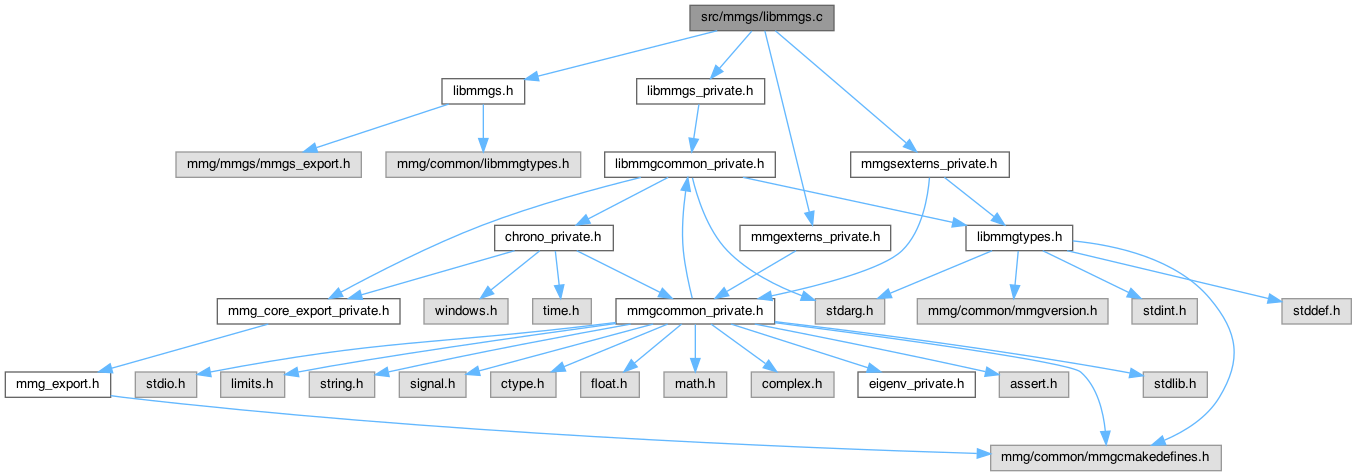 src/mmgs/libmmgs.c
libmmgs.h
libmmgs_private.h
mmg/mmgs/mmgs_export.h
mmg/common/libmmgtypes.h
libmmgcommon_private.h
mmgsexterns_private.h
chrono_private.h
mmgexterns_private.h
libmmgtypes.h
mmg_core_export_private.h
windows.h
time.h
mmgcommon_private.h
stdarg.h
mmg/common/mmgversion.h
stdint.h
stddef.h
mmg_export.h
stdio.h
limits.h
string.h
signal.h
ctype.h
float.h
math.h
complex.h
eigenv_private.h
assert.h
stdlib.h
mmg/common/mmgcmakedefines.h